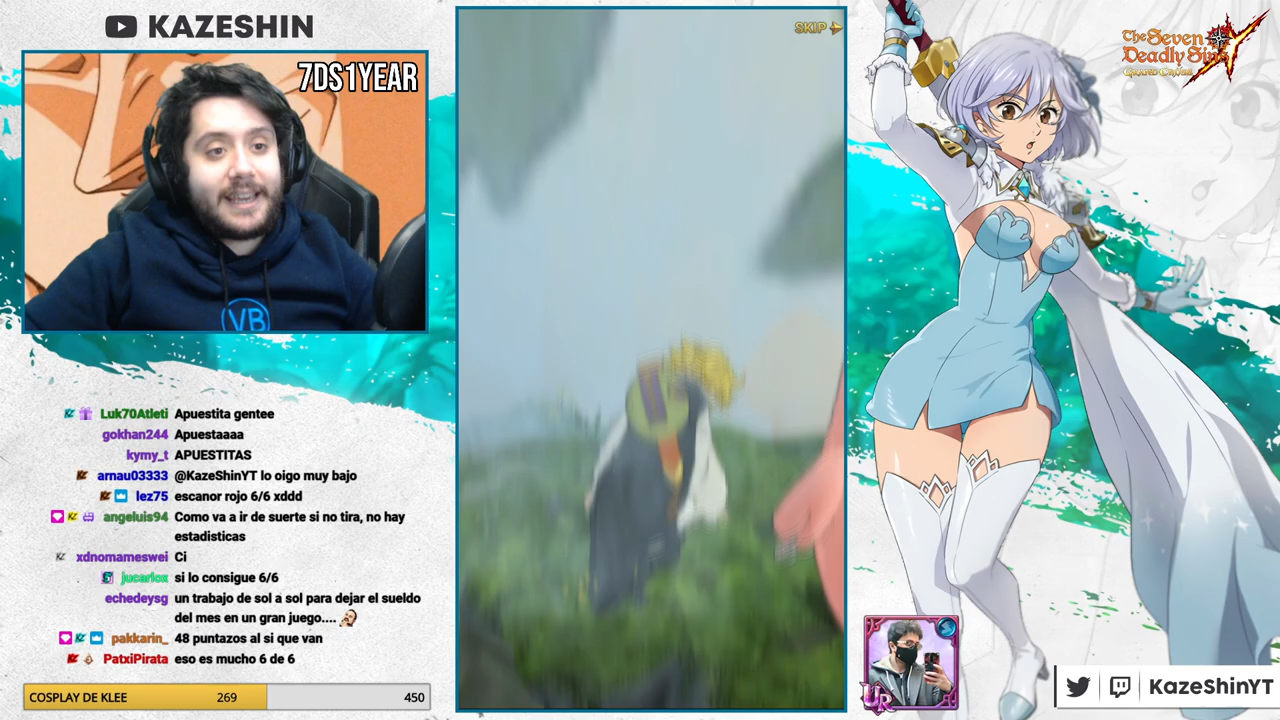 KAZESHIN
7DS1YEAR
SKIP
The Seven
Deadly Sins
GRAND CROSS
VB
Luk70Atleti Apuestita gentee
gokhan244 Apuestaaaa
kymy_t APUESTITAS
arnau03333 @KazeShinYT lo oigo muy bajo
lez75 escanor rojo 6/6 xddd
angeluis94 Como va a ir de suerte si no tira, no hay
estadisticas
xdnomameswei Ci
jucarlox si lo consigue 6/6
echedeysg un trabajo de sol a sol para dejar el sueldo
del mes en un gran juego....
pakkarin_ 48 puntazos al si que van
PatxiPirata eso es mucho 6 de 6
COSPLAY DE KLEE 269 450
UR
KazeShinYT